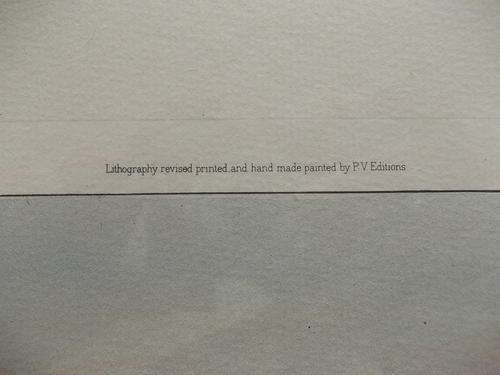 Lithography revised printed and hand made painted by P.V Editions